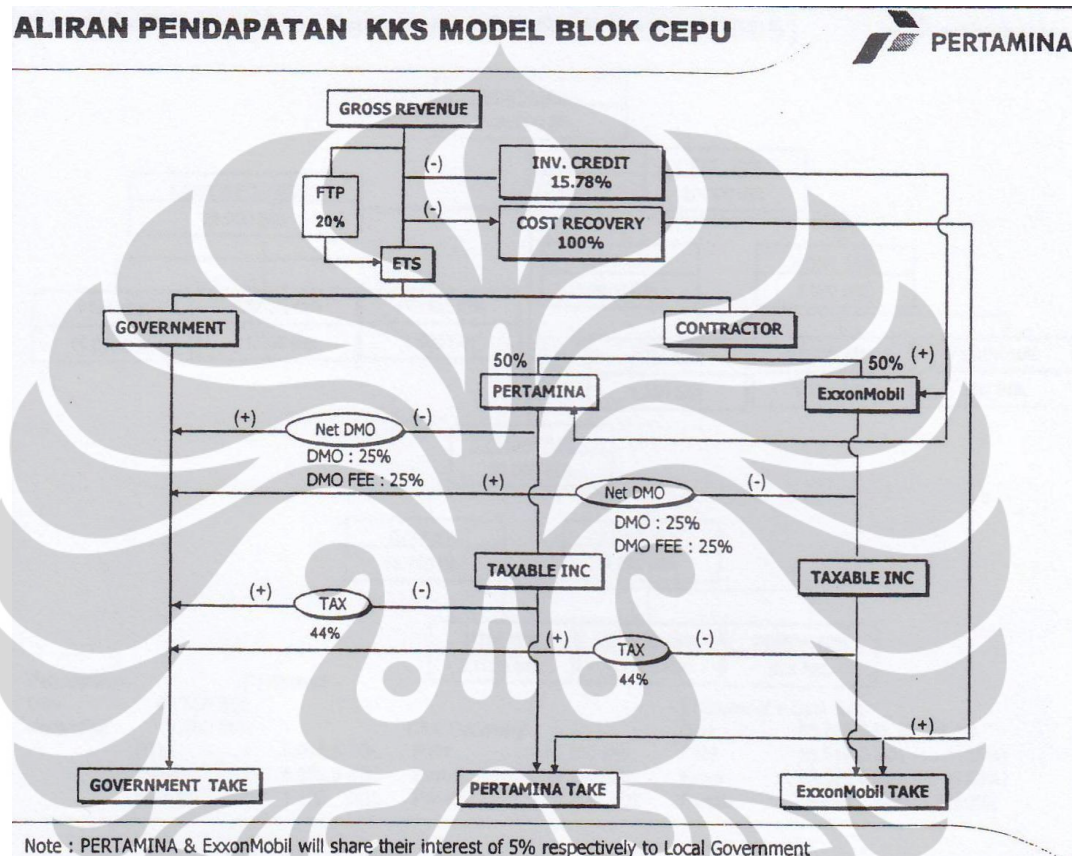 ALIRAN PENDAPATAN KKS MODEL BLOK CEPU
PERTAMINA
GROSS REVENUE
(-)
INV. CREDIT
15.78%
FTP
20%
(-)
COST RECOVERY
100%
ETS
GOVERNMENT
CONTRACTOR
50%
50% (+)
PERTAMINA
ExxonMobil
(+)
Net DMO
(-)
DMO : 25%
DMO FEE : 25%
(+)
Net DMO
(-)
DMO : 25%
DMO FEE : 25%
TAXABLE INC
TAXABLE INC
(+)
TAX
(-)
44%
(+)
TAX
(-)
44%
(+)
GOVERNMENT TAKE
PERTAMINA TAKE
ExxonMobil TAKE
Note : PERTAMINA & ExxonMobil will share their interest of 5% respectively to Local Government